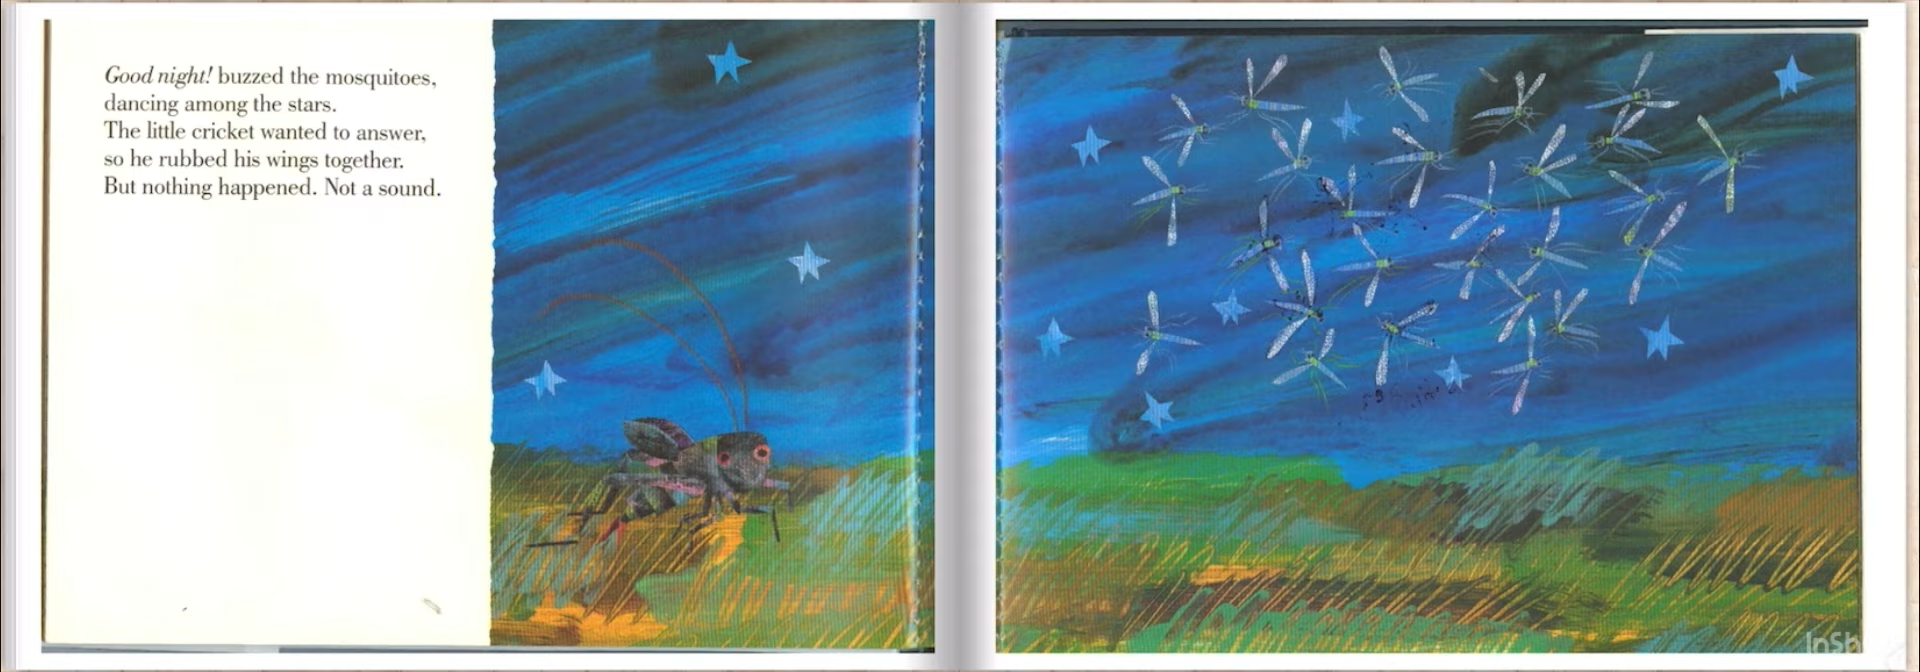 Good night! buzzed the mosquitoes,
dancing among the stars.
The little cricket wanted to answer,
so he rubbed his wings together.
But nothing happened. Not a sound.